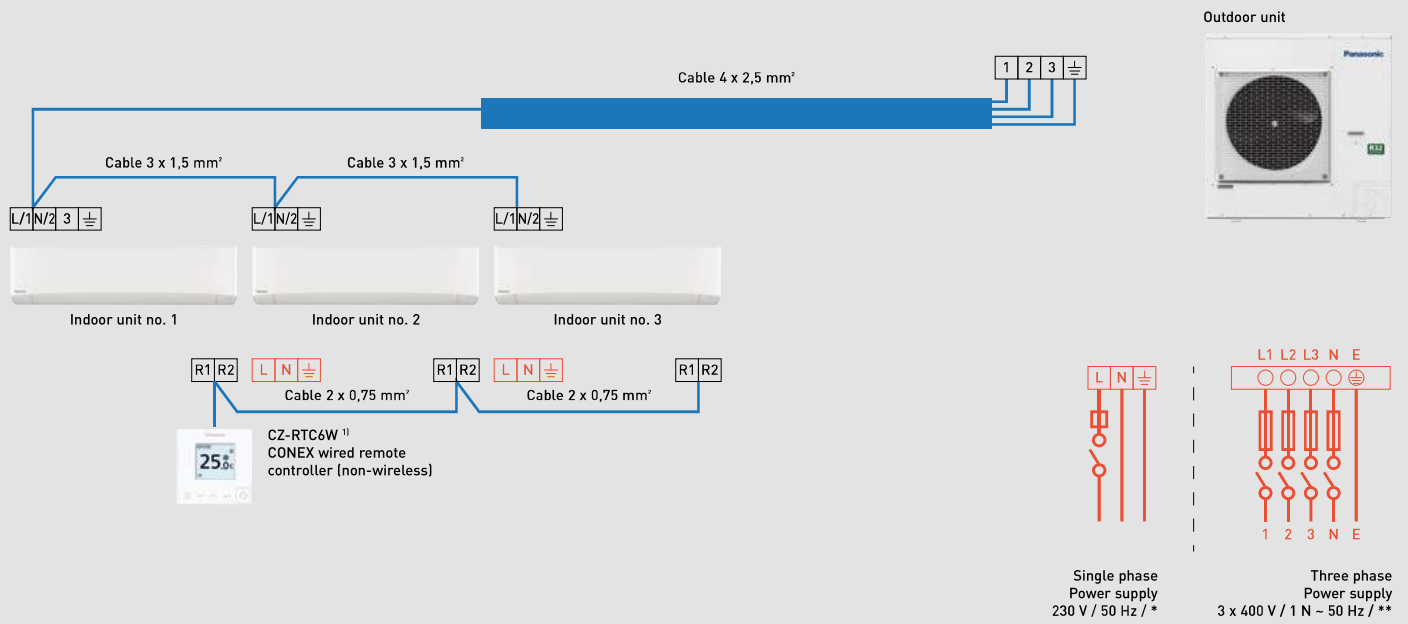 Outdoor unit
Panasonic
R32
1 2 3
Cable 4 x 2,5 mm²
Cable 3 x 1,5 mm²
Cable 3 x 1,5 mm²
L/1 N/2 3
L/1 N/2
L/1 N/2
Indoor unit no. 1
Indoor unit no. 2
Indoor unit no. 3
R1 R2
L N
R1 R2
L N
R1 R2
Cable 2 x 0,75 mm²
Cable 2 x 0,75 mm²
Panasonic
25.0c
CZ-RTC6W 1)
CONEX wired remote
controller (non-wireless)
L N
L1 L2 L3 N E
1 2 3 N E
Single phase
Power supply
230 V / 50 Hz / *
Three phase
Power supply
3 x 400 V / 1 N ~ 50 Hz / **